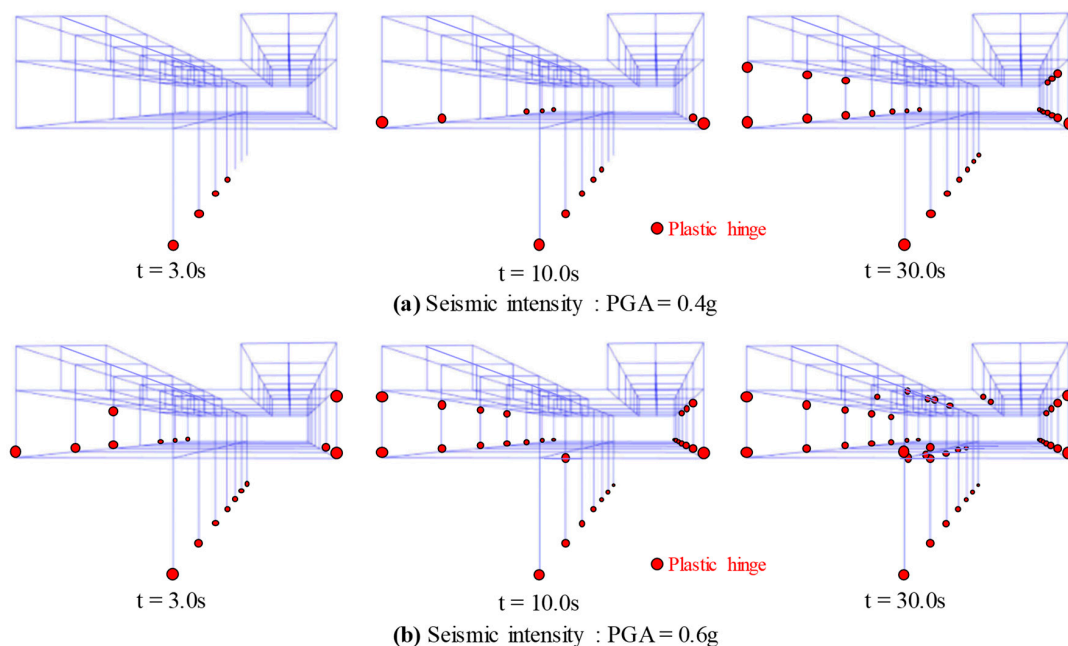 Plastic hinge
t = 3.0s
t = 10.0s
t = 30.0s
(a) Seismic intensity : PGA = 0.4g
Plastic hinge
t = 3.0s
t = 10.0s
t = 30.0s
(b) Seismic intensity : PGA = 0.6g